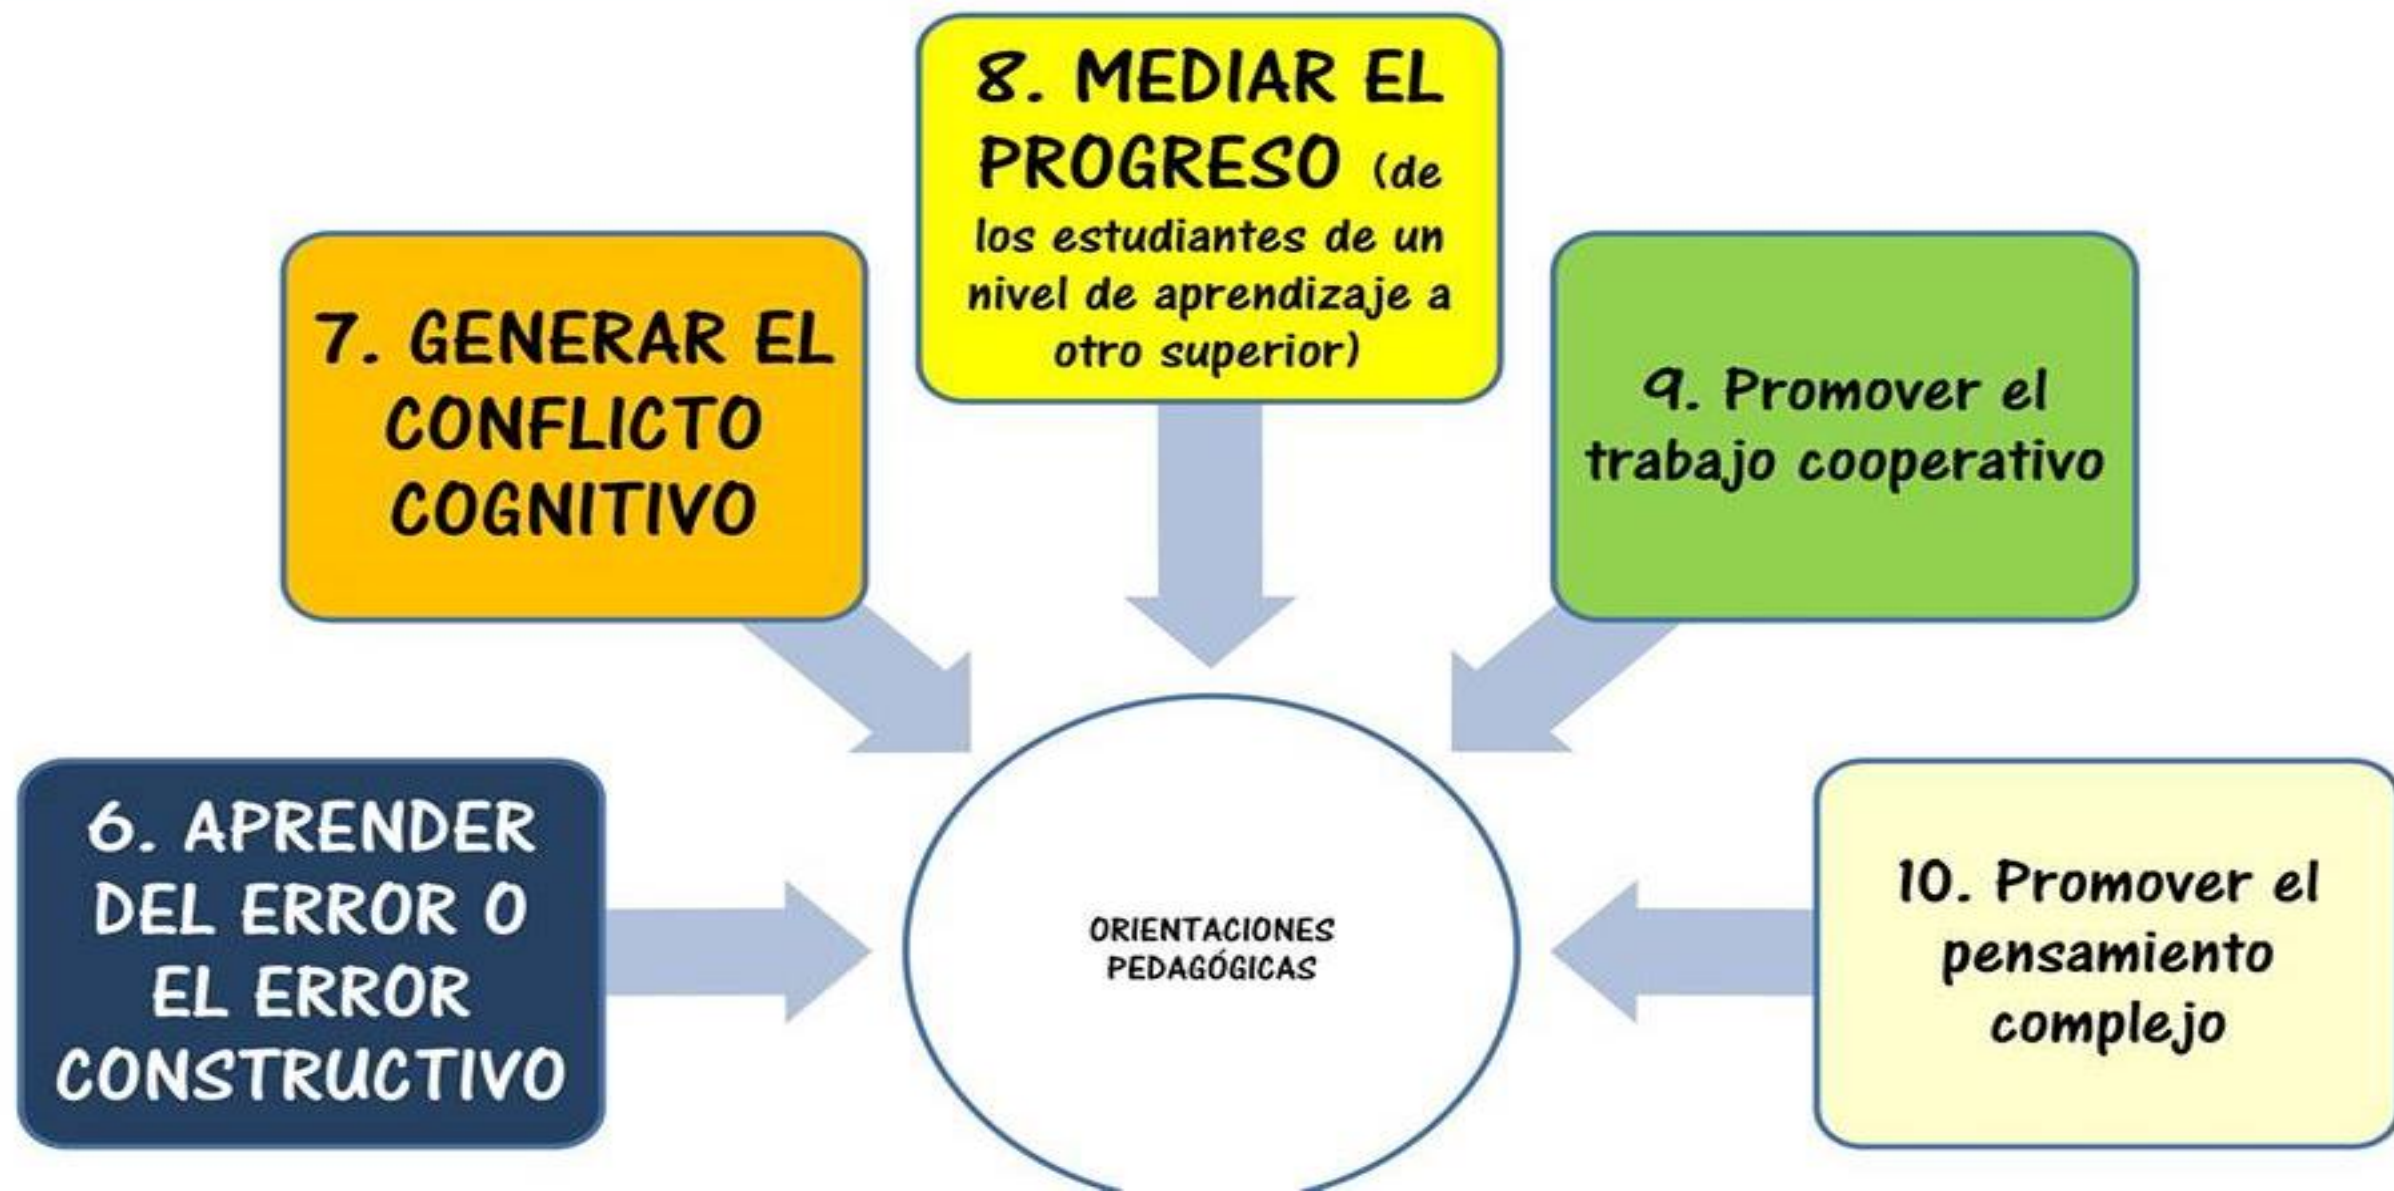 8. MEDIAR EL
PROGRESO (de
los estudiantes de un
nivel de aprendizaje a
otro superior)
7. GENERAR EL
CONFLICTO
COGNITIVO
9. Promover el
trabajo cooperativo
6. APRENDER
DEL ERROR O
EL ERROR
CONSTRUCTIVO
ORIENTACIONES
PEDAGÓGICAS
10. Promover el
pensamiento
complejo